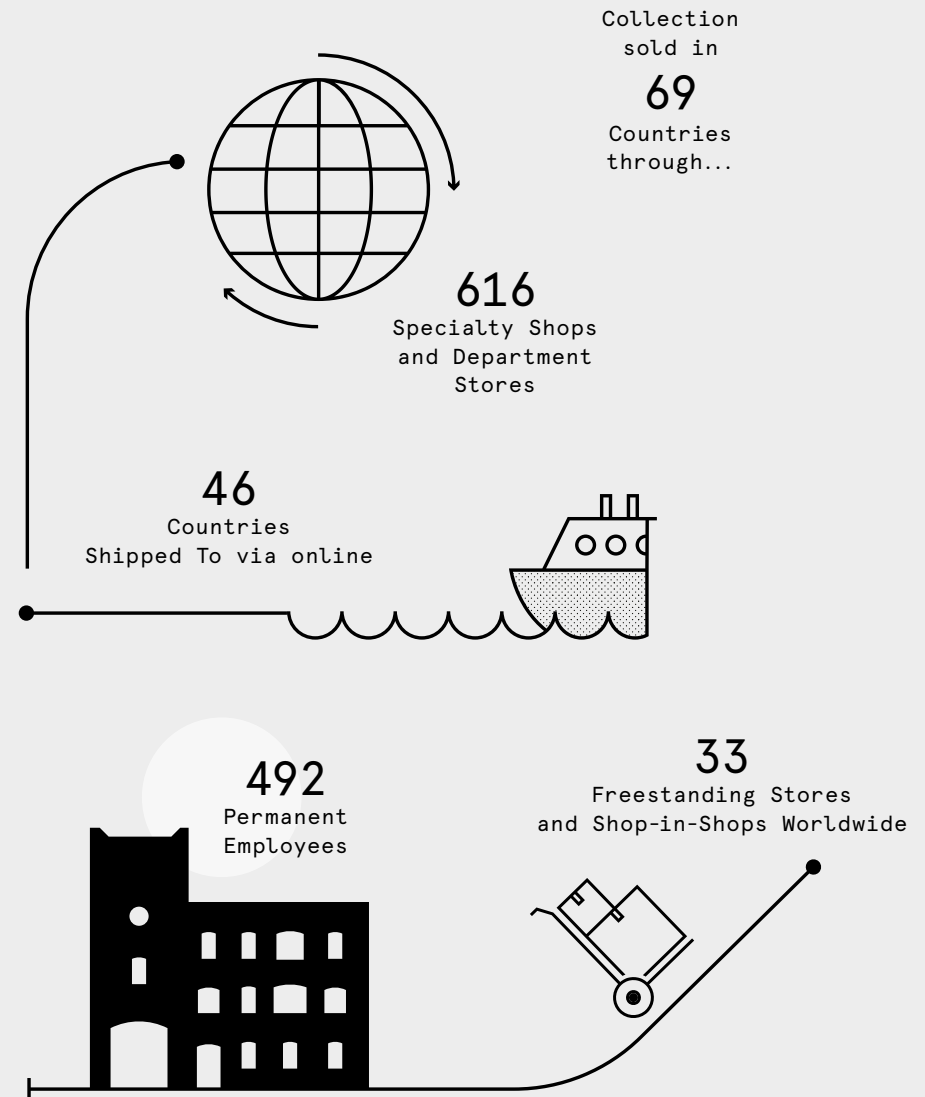 Collection
sold in
69
Countries
through...
616
Specialty Shops
and Department
Stores
46
Countries
Shipped To via online
492
Permanent
Employees
33
Freestanding Stores
and Shop-in-Shops Worldwide